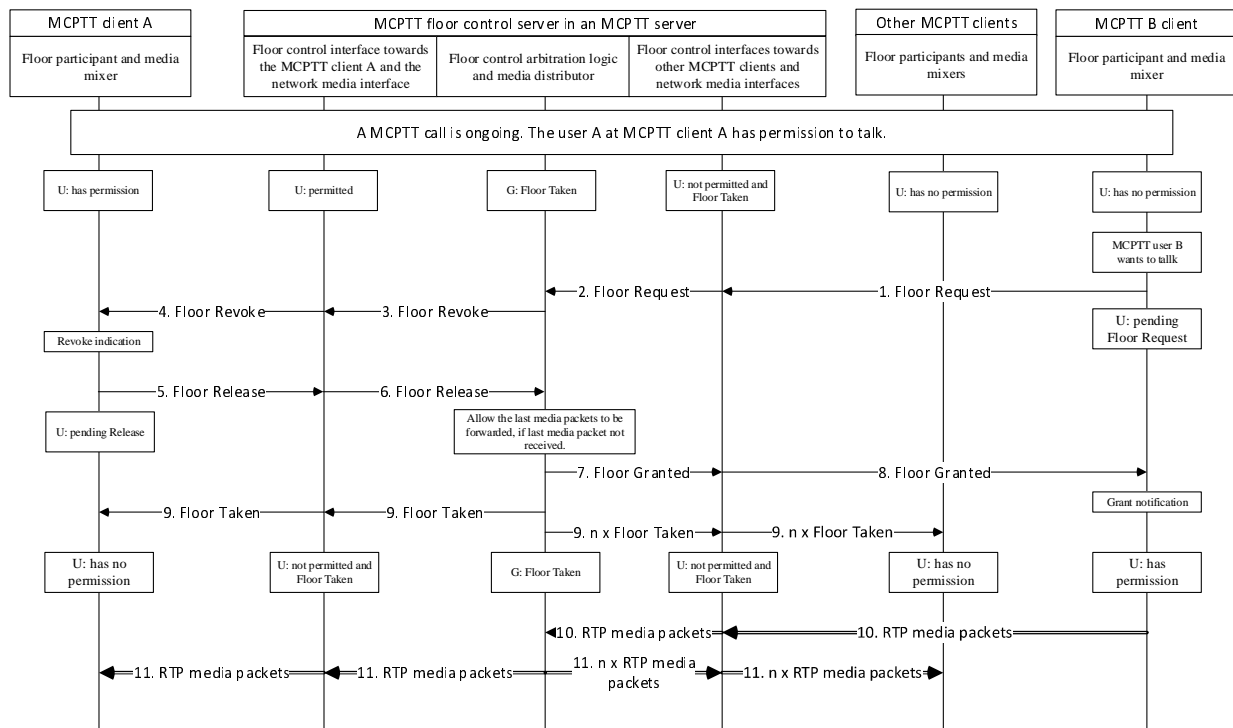 MCPTT client A
MCPTT floor control server in an MCPTT server
Other MCPTT clients
MCPTT B client
Floor participant and media
mixer
Floor control interface towards
the MCPTT client A and the
network media interface
Floor control arbitration logic
and media distributor
Floor control interfaces towards
other MCPTT clients and
network media interfaces
Floor participants and media
mixers
Floor participant and media
mixer
A MCPTT call is ongoing. The user A at MCPTT client A has permission to talk.
U: has permission
U: permitted
G: Floor Taken
U: not permitted and
Floor Taken
U: has no permission
U: has no permission
MCPTT user B
wants to tallk
2. Floor Request
1. Floor Request
4. Floor Revoke
3. Floor Revoke
U: pending
Floor Request
Revoke indication
5. Floor Release
6. Floor Release
U: pending Release
Allow the last media packets to be
forwarded, if last media packet not
received.
7. Floor Granted
8. Floor Granted
Grant notification
9. Floor Taken
9. Floor Taken
9. n x Floor Taken
9. n x Floor Taken
U: has no
permission
U: not permitted and
Floor Taken
G: Floor Taken
U: not permitted and
Floor Taken
U: has no
permission
U: has
permission
10. RTP media packets
10. RTP media packets
11. RTP media packets
11. RTP media packets
11. n x RTP media
packets
11. n x RTP media packets